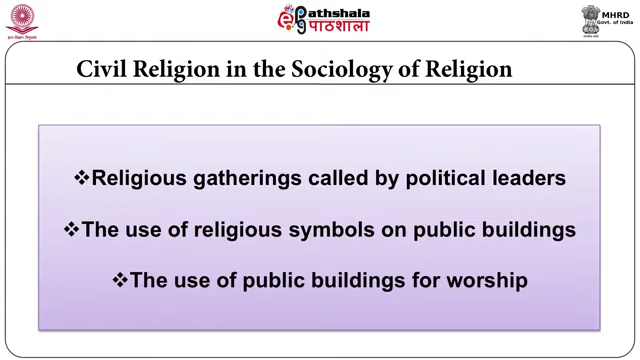 Pathshala
पाठशाला
MHRD
Govt. of India
Civil Religion in the Sociology of Religion
❖Religious gatherings called by political leaders
❖The use of religious symbols on public buildings
❖The use of public buildings for worship